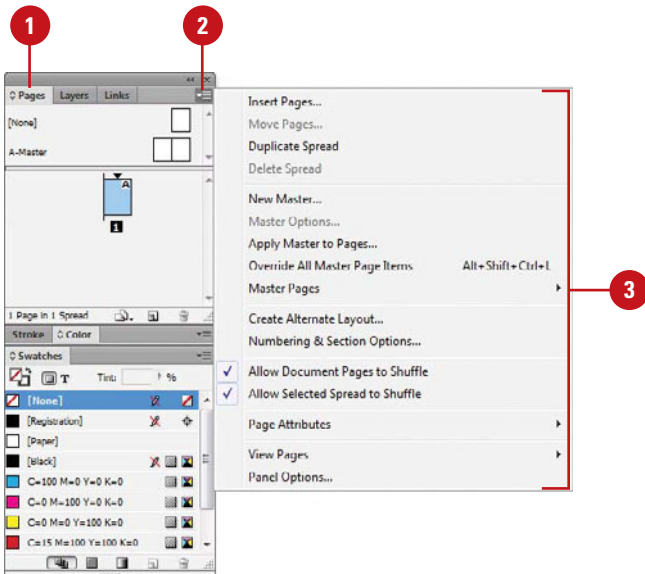 1
2
Pages Layers Links
[None]
A-Master
A
1
1 Page in 1 Spread
Stroke Color
Swatches
T Tint: %
[None]
[Registration]
[Paper]
[Black]
C=100 M=0 Y=0 K=0
C=0 M=100 Y=0 K=0
C=0 M=0 Y=100 K=0
C=15 M=100 Y=100 K=0
Insert Pages...
Move Pages...
Duplicate Spread
Delete Spread
New Master...
Master Options...
Apply Master to Pages...
Override All Master Page Items Alt+Shift+Ctrl+L
Master Pages
Create Alternate Layout...
Numbering & Section Options...
Allow Document Pages to Shuffle
Allow Selected Spread to Shuffle
Page Attributes
View Pages
Panel Options...
3